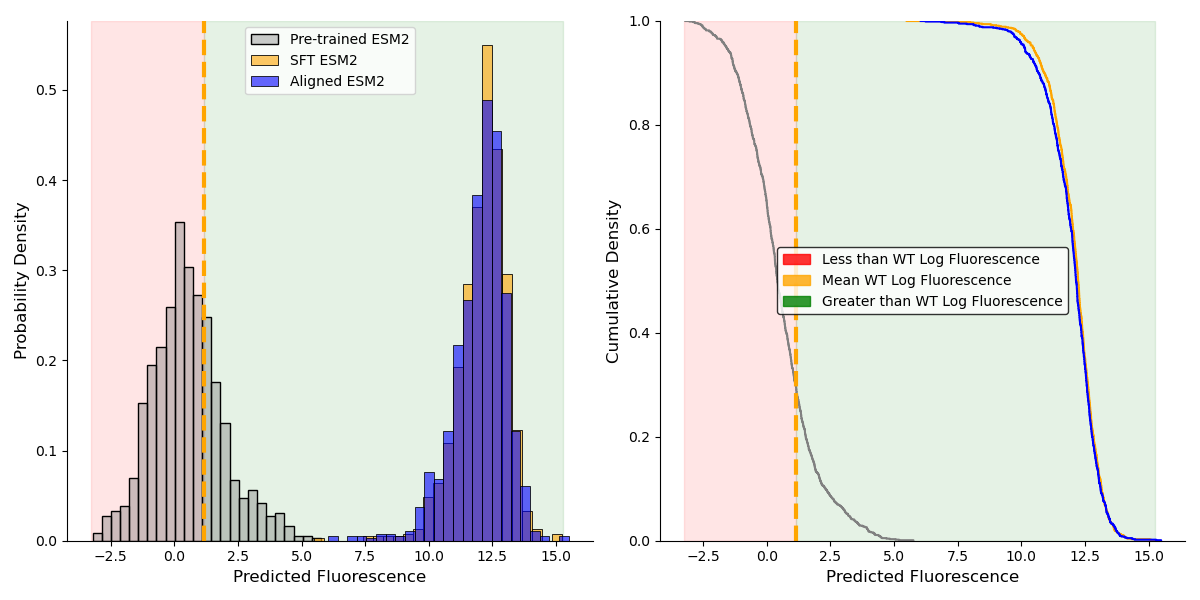 Pre-trained ESM2
SFT ESM2
Aligned ESM2
0.5
0.4
0.3
0.2
0.1
0.0
Probability Density
−2.5 0.0 2.5 5.0 7.5 10.0 12.5 15.0
Predicted Fluorescence
1.0
0.8
0.6
0.4
0.2
0.0
Cumulative Density
Less than WT Log Fluorescence
Mean WT Log Fluorescence
Greater than WT Log Fluorescence
−2.5 0.0 2.5 5.0 7.5 10.0 12.5 15.0
Predicted Fluorescence